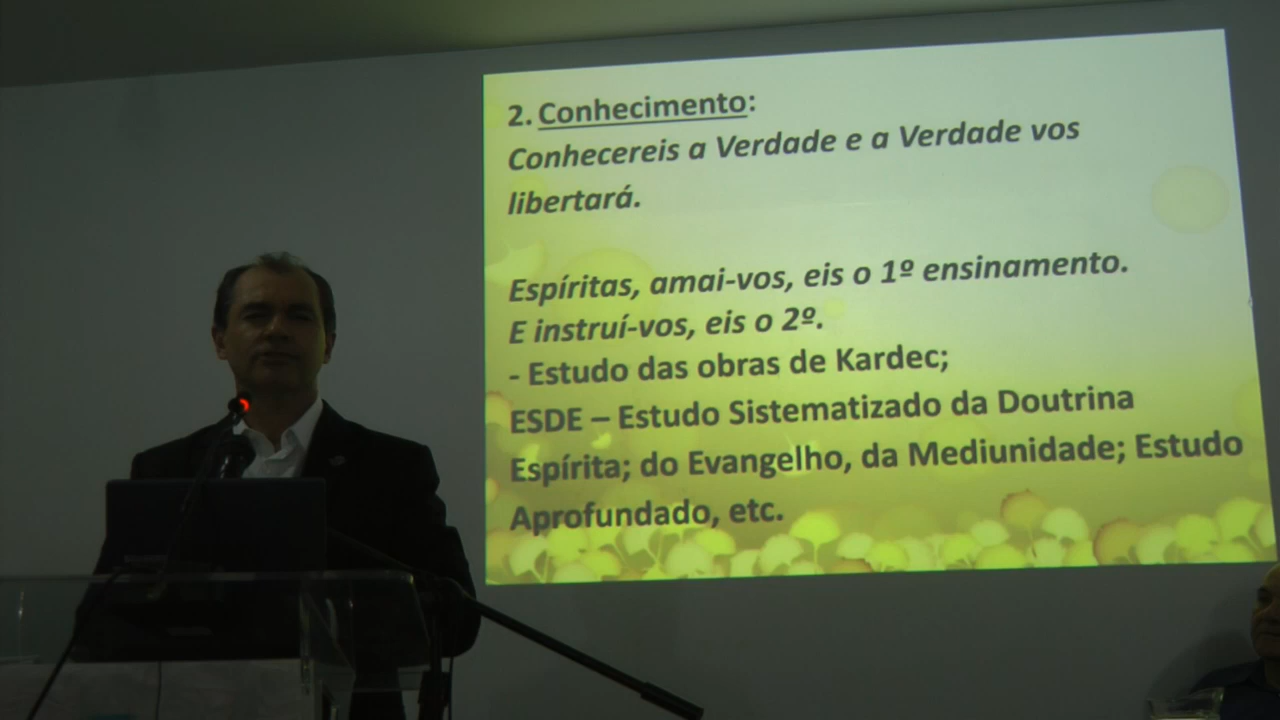 2. Conhecimento:
Conhecereis a Verdade e a Verdade vos
libertará.
Espíritas, amai-vos, eis o 1º ensinamento.
E instruí-vos, eis o 2º.
- Estudo das obras de Kardec;
ESDE – Estudo Sistematizado da Doutrina
Espírita; do Evangelho, da Mediunidade; Estudo
Aprofundado, etc.